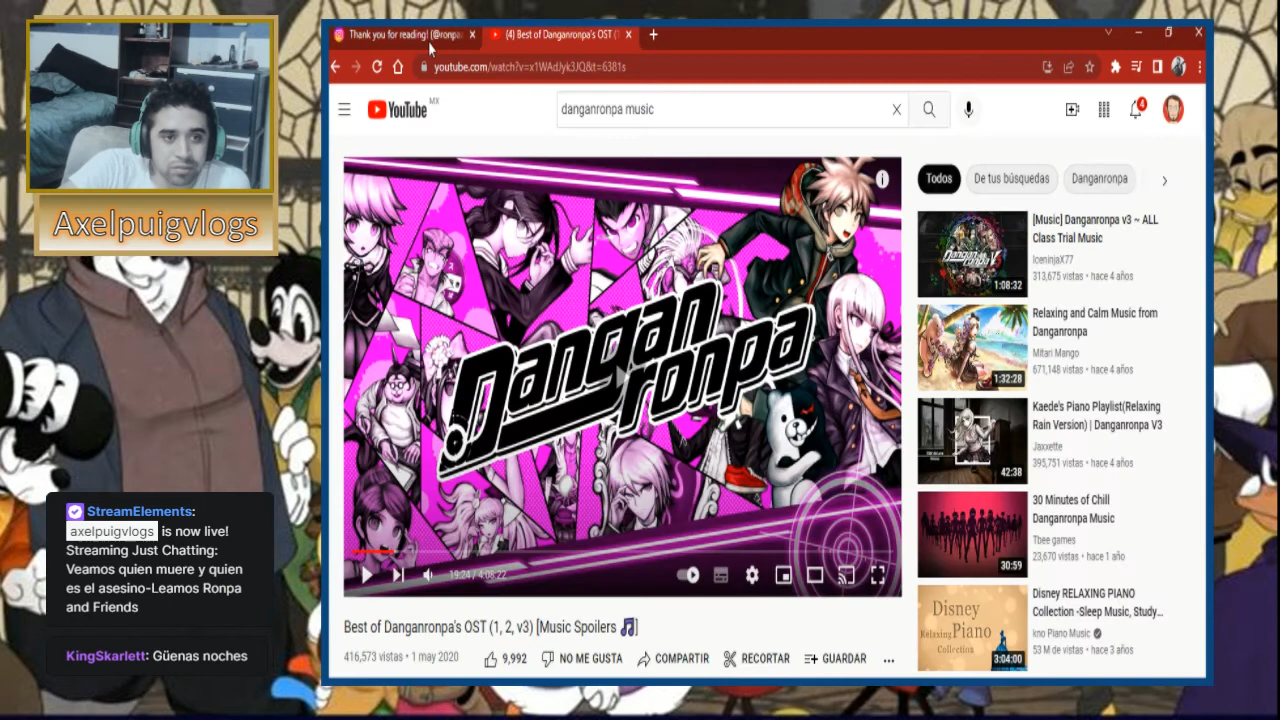 Thank you for reading! (@ronpa
(4) Best of Danganronpa's OST (1
youtube.com/watch?v=x1WAdJyk3JQ&t=6381s
YouTube MX
danganronpa music
4
Axelpuigvlogs
Dangan
ronpa
19:24 / 4:08:22
Best of Danganronpa's OST (1, 2, v3) [Music Spoilers 🎵]
416,573 vistas • 1 may 2020
9,992
NO ME GUSTA
COMPARTIR
RECORTAR
GUARDAR
Todos
De tus búsquedas
Danganronpa
1:08:32
[Music] Danganronpa v3 ~ ALL
Class Trial Music
IceninjaX77
313,675 vistas • hace 4 años
1:32:28
Relaxing and Calm Music from
Danganronpa
Mitari Mango
671,148 vistas • hace 4 años
42:38
Kaede's Piano Playlist(Relaxing
Rain Version) | Danganronpa V3
Jaxxette
395,751 vistas • hace 4 años
30:59
30 Minutes of Chill
Danganronpa Music
Tbee games
23,670 vistas • hace 1 año
Disney
Relaxing Piano
Collection
3:04:00
Disney RELAXING PIANO
Collection -Sleep Music, Study...
kno Piano Music
53 M de vistas • hace 3 años
StreamElements:
axelpuigvlogs is now live!
Streaming Just Chatting:
Veamos quien muere y quien
es el asesino-Leamos Ronpa
and Friends
KingSkarlett: Güenas noches